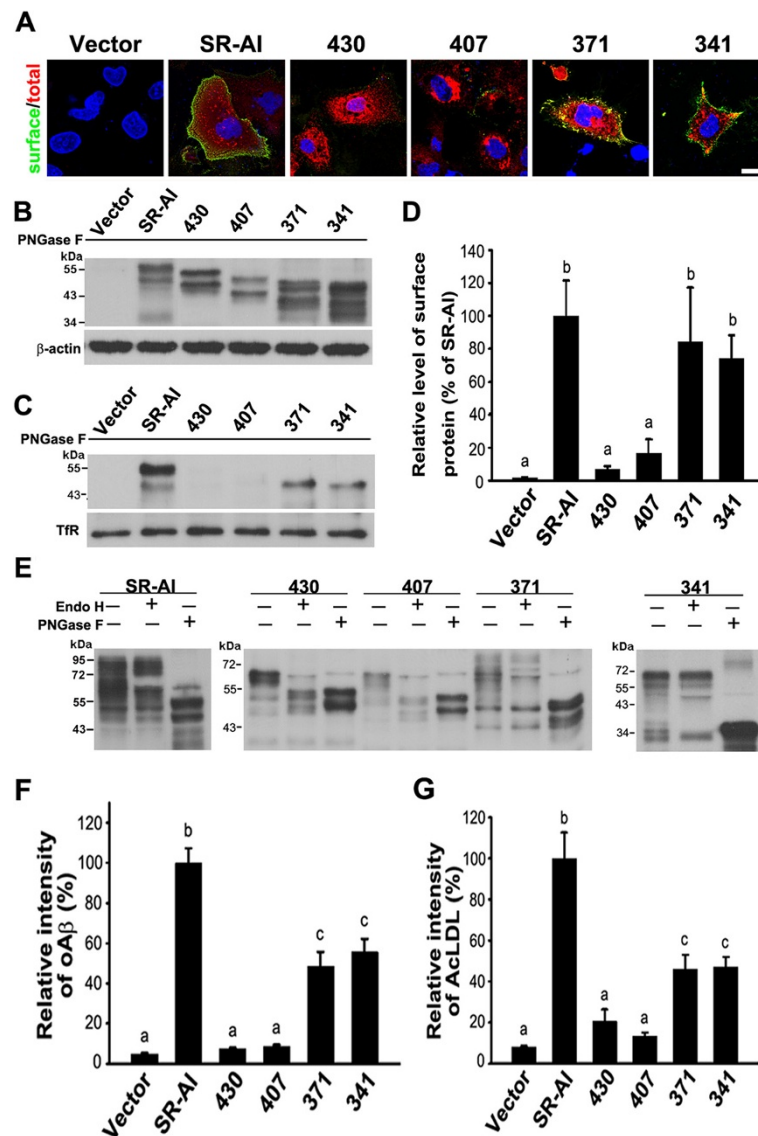 A
Vector SR-AI 430 407 371 341
surface/total
B
Vector SR-AI 430 407 371 341
PNGase F
kDa
55
43
34
β-actin
C
Vector SR-AI 430 407 371 341
PNGase F
kDa
55
43
TfR
D
Relative level of surface
protein (% of SR-AI)
140
120
100
80
60
40
20
0
a b a a b b
Vector SR-AI 430 407 371 341
E
SR-AI 430 407 371 341
Endo H — + — + — + — + — +
PNGase F — + — + — + — + — +
kDa
95
72
55
43
kDa
72
55
43
kDa
72
55
43
34
F
Relative intensity
of oAβ (%)
120
100
80
60
40
20
0
a b a a c c
Vector SR-AI 430 407 371 341
G
Relative intensity
of AcLDL (%)
120
100
80
60
40
20
0
a b a a c c
Vector SR-AI 430 407 371 341